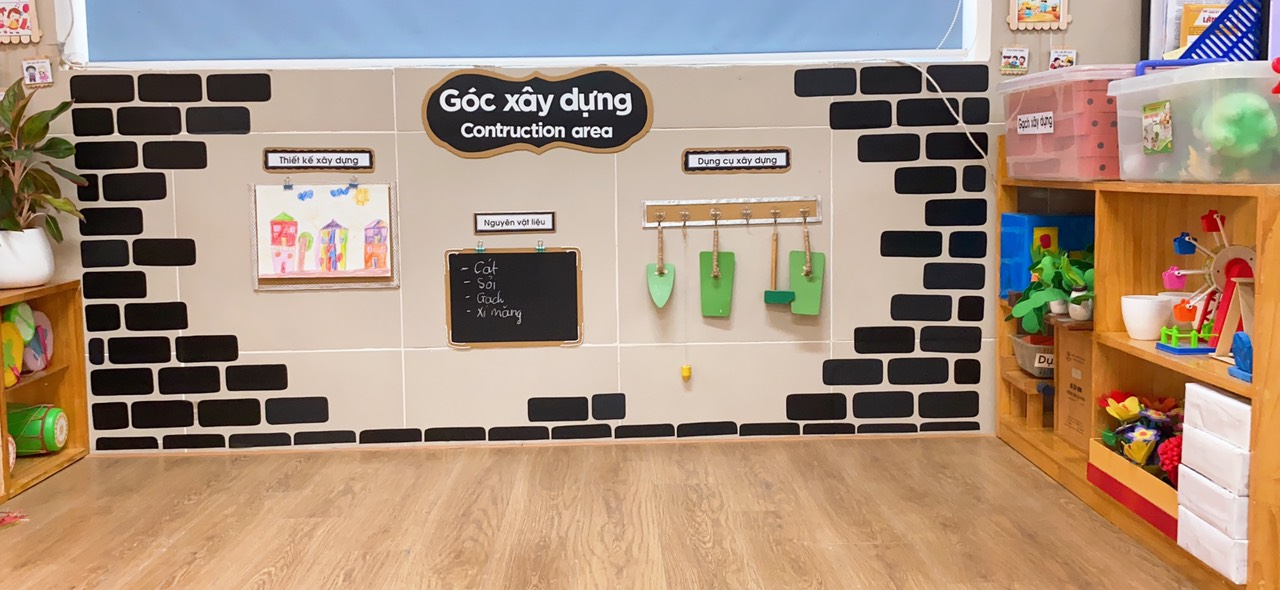 Góc xây dựng
Contruction area
Thiết kế xây dựng
Dụng cụ xây dựng
Nguyên vật liệu
- Cát
- Sỏi
- Gạch
- Xi măng
Gạch xây dựng